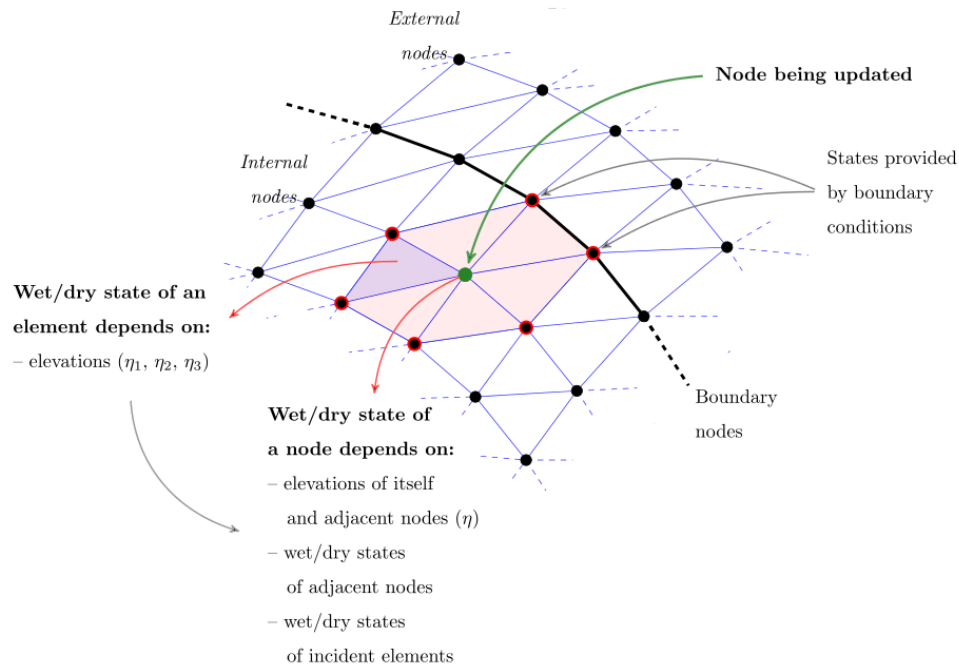 External
nodes
Node being updated
Internal
nodes
States provided
by boundary
conditions
Wet/dry state of an
element depends on:
– elevations (η₁, η₂, η₃)
Boundary
nodes
Wet/dry state of
a node depends on:
– elevations of itself
and adjacent nodes (η)
– wet/dry states
of adjacent nodes
– wet/dry states
of incident elements